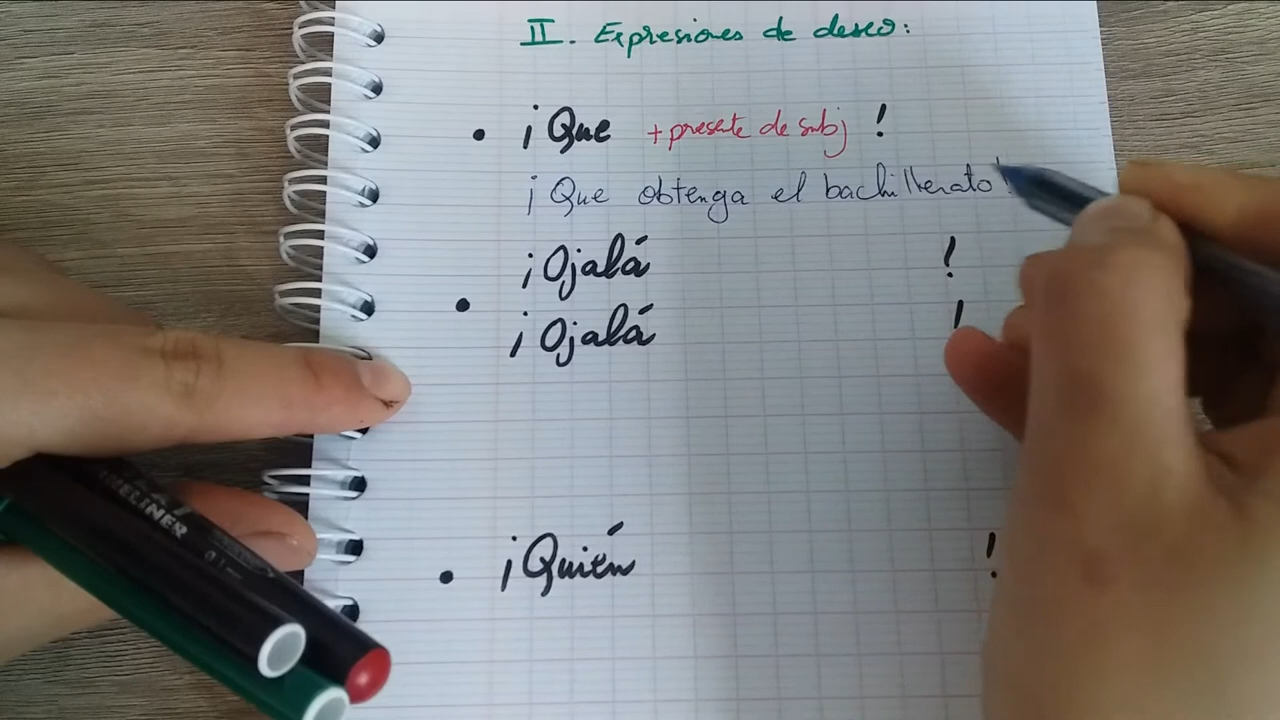 II. Expresiones de deseo:
• ¡Que + presente de subj !
¡Que obtenga el bachillerato!
¡Ojalá !
• ¡Ojalá !
• ¡Quién !